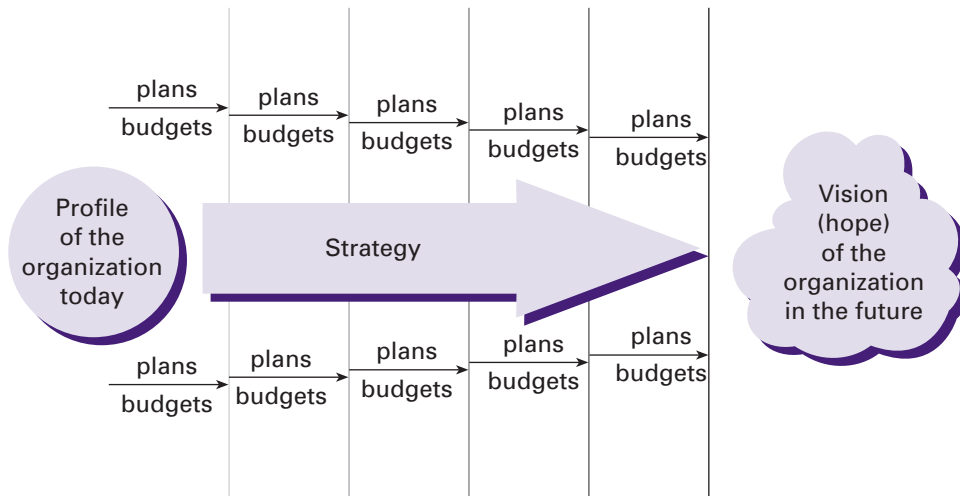 plans
budgets
plans
budgets
plans
budgets
plans
budgets
plans
budgets
Profile
of the
organization
today
Strategy
Vision
(hope)
of the
organization
in the future
plans
budgets
plans
budgets
plans
budgets
plans
budgets
plans
budgets